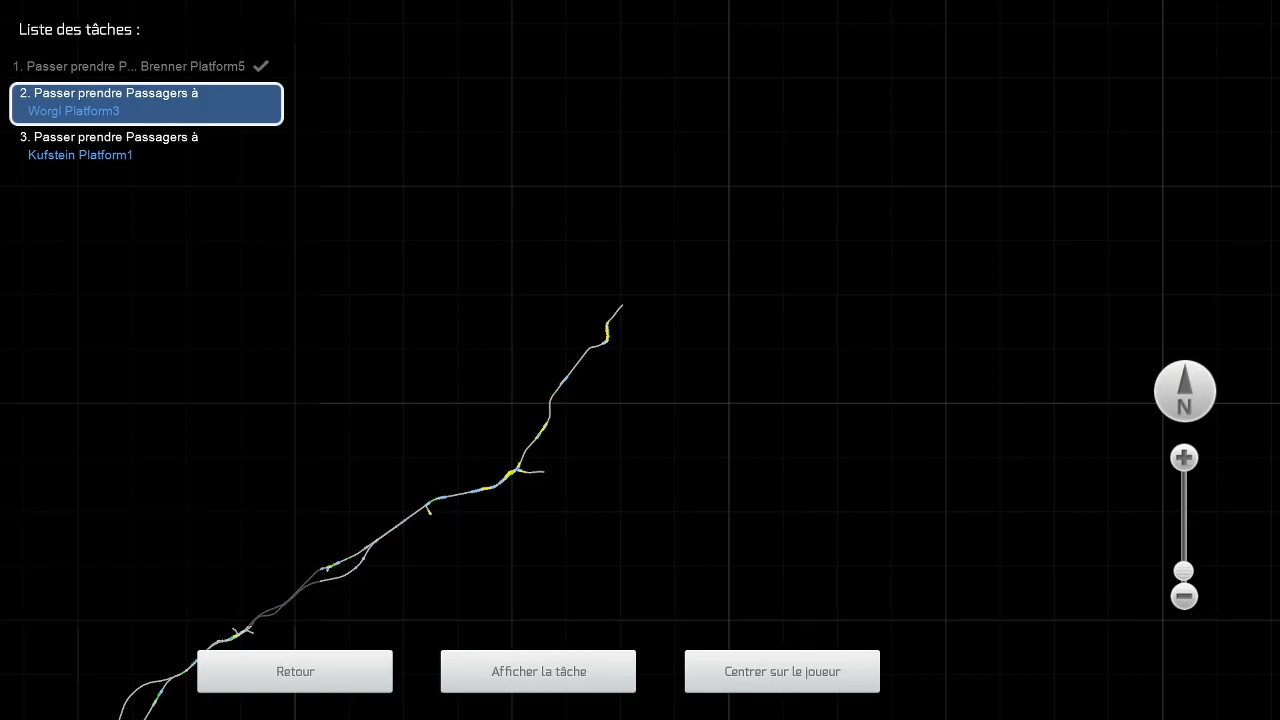 Liste des tâches :
1. Passer prendre P... Brenner Platform5
2. Passer prendre Passagers à
Worgl Platform3
3. Passer prendre Passagers à
Kufstein Platform1
N
Retour
Afficher la tâche
Centrer sur le joueur